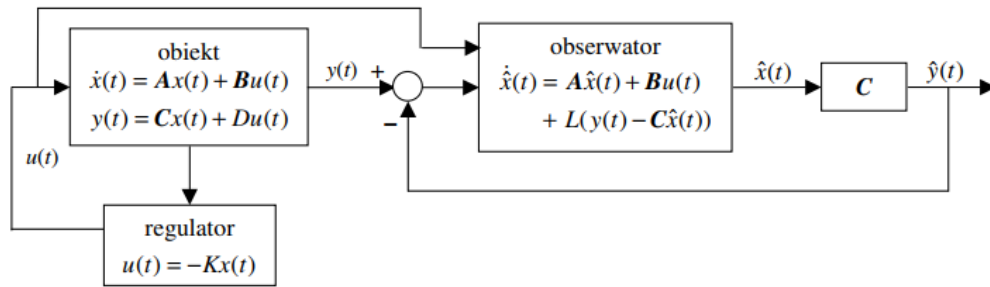 obiekt
ẋ(t) = Ax(t) + Bu(t)
y(t) = Cx(t) + Du(t)
y(t)
+
−
obserwator
x̂̇(t) = Ax̂(t) + Bu(t)
+ L(y(t) − Cx̂(t))
x̂(t)
C
ŷ(t)
u(t)
regulator
u(t) = −Kx(t)